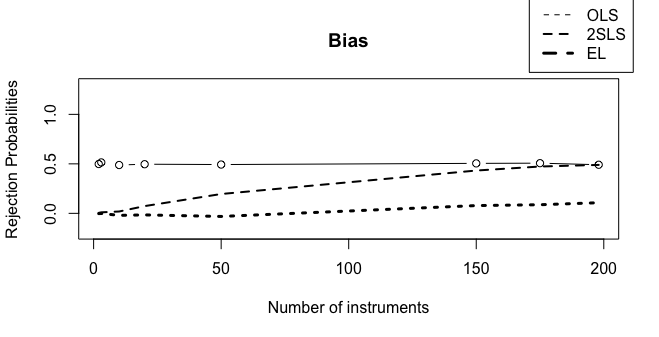 OLS
2SLS
EL
Bias
Rejection Probabilities
1.0
0.5
0.0
0 50 100 150 200
Number of instruments